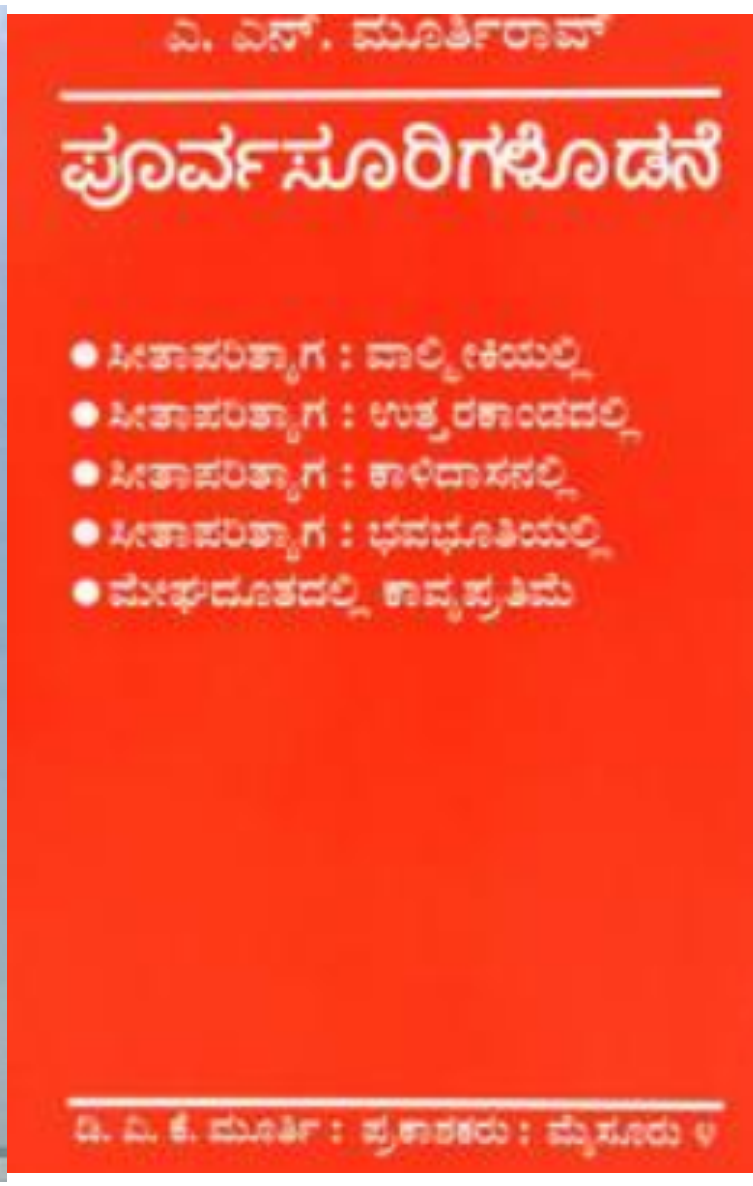 ಎ. ಎನ್. ಮೂರ್ತಿರಾವ್
ಪೂರ್ವಸೂರಿಗಳೊಡನೆ
● ಸೀತಾಪರಿತ್ಯಾಗ : ವಾಲ್ಮೀಕಿಯಲ್ಲಿ
● ಸೀತಾಪರಿತ್ಯಾಗ : ಉತ್ತರಕಾಂಡದಲ್ಲಿ
● ಸೀತಾಪರಿತ್ಯಾಗ : ಕಾಳಿದಾಸನಲ್ಲಿ
● ಸೀತಾಪರಿತ್ಯಾಗ : ಭವಭೂತಿಯಲ್ಲಿ
● ಮೇಘದೂತದಲ್ಲಿ ಕಾವ್ಯಪ್ರತಿಮೆ
ಡಿ. ವಿ. ಕೆ. ಮೂರ್ತಿ : ಪ್ರಕಾಶಕರು : ಮೈಸೂರು ೪